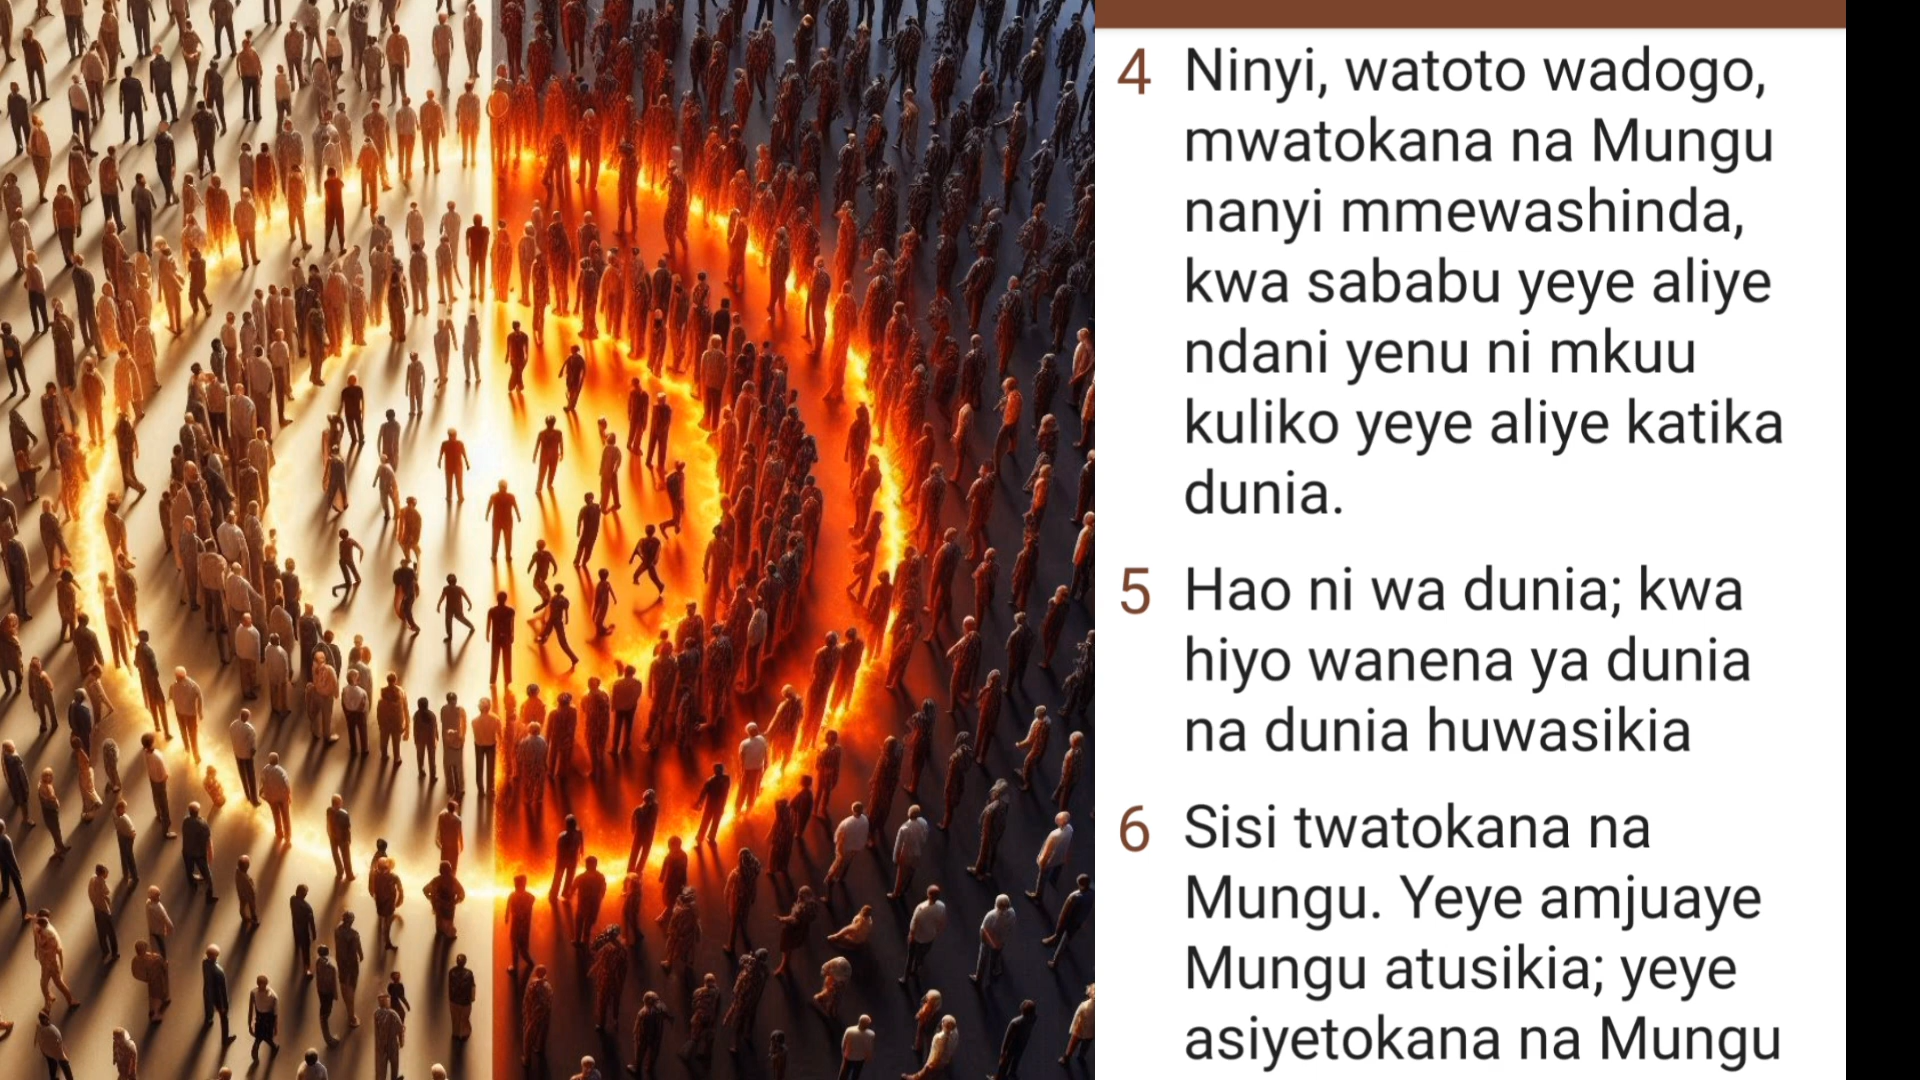 4 Ninyi, watoto wadogo,
mwatokana na Mungu
nanyi mmewashinda,
kwa sababu yeye aliye
ndani yenu ni mkuu
kuliko yeye aliye katika
dunia.
5 Hao ni wa dunia; kwa
hiyo wanena ya dunia
na dunia huwasikia
6 Sisi twatokana na
Mungu. Yeye amjuaye
Mungu atusikia; yeye
asiyetokana na Mungu